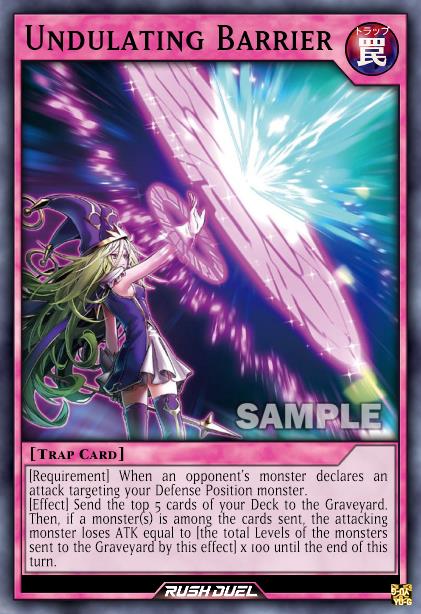 UNDULATING BARRIER
トラップ
罠
SAMPLE
[TRAP CARD]
[Requirement] When an opponent's monster declares an
attack targeting your Defense Position monster.
[Effect] Send the top 5 cards of your Deck to the Graveyard.
Then, if a monster(s) is among the cards sent, the attacking
monster loses ATK equal to [the total Levels of the monsters
sent to the Graveyard by this effect] x 100 until the end of this
turn.
RUSH DUEL